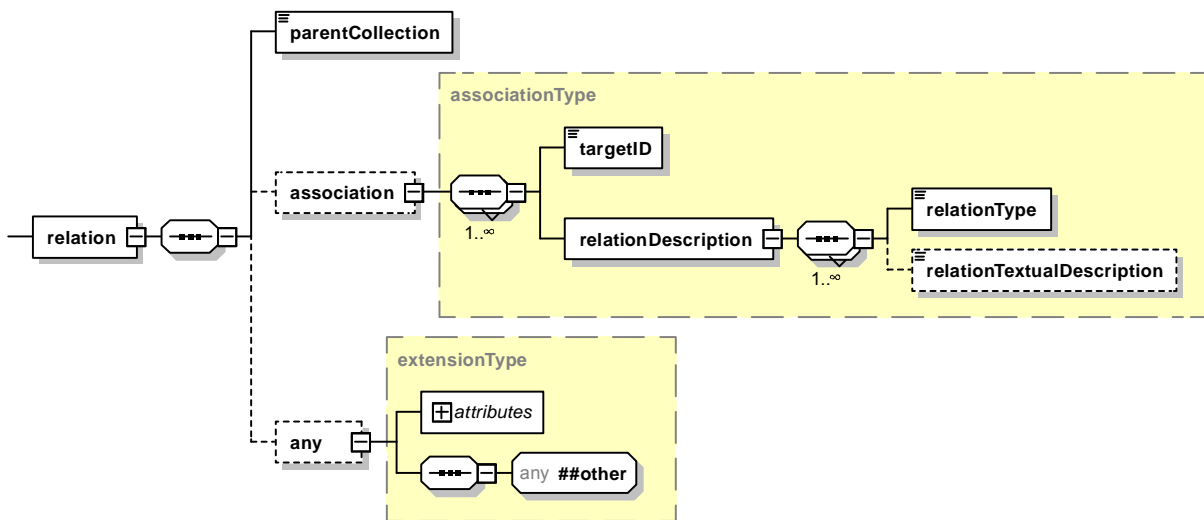 parentCollection
associationType
targetID
association
1..∞
relationType
relation
relationDescription
relationTextualDescription
1..∞
extensionType
attributes
any
any ##other